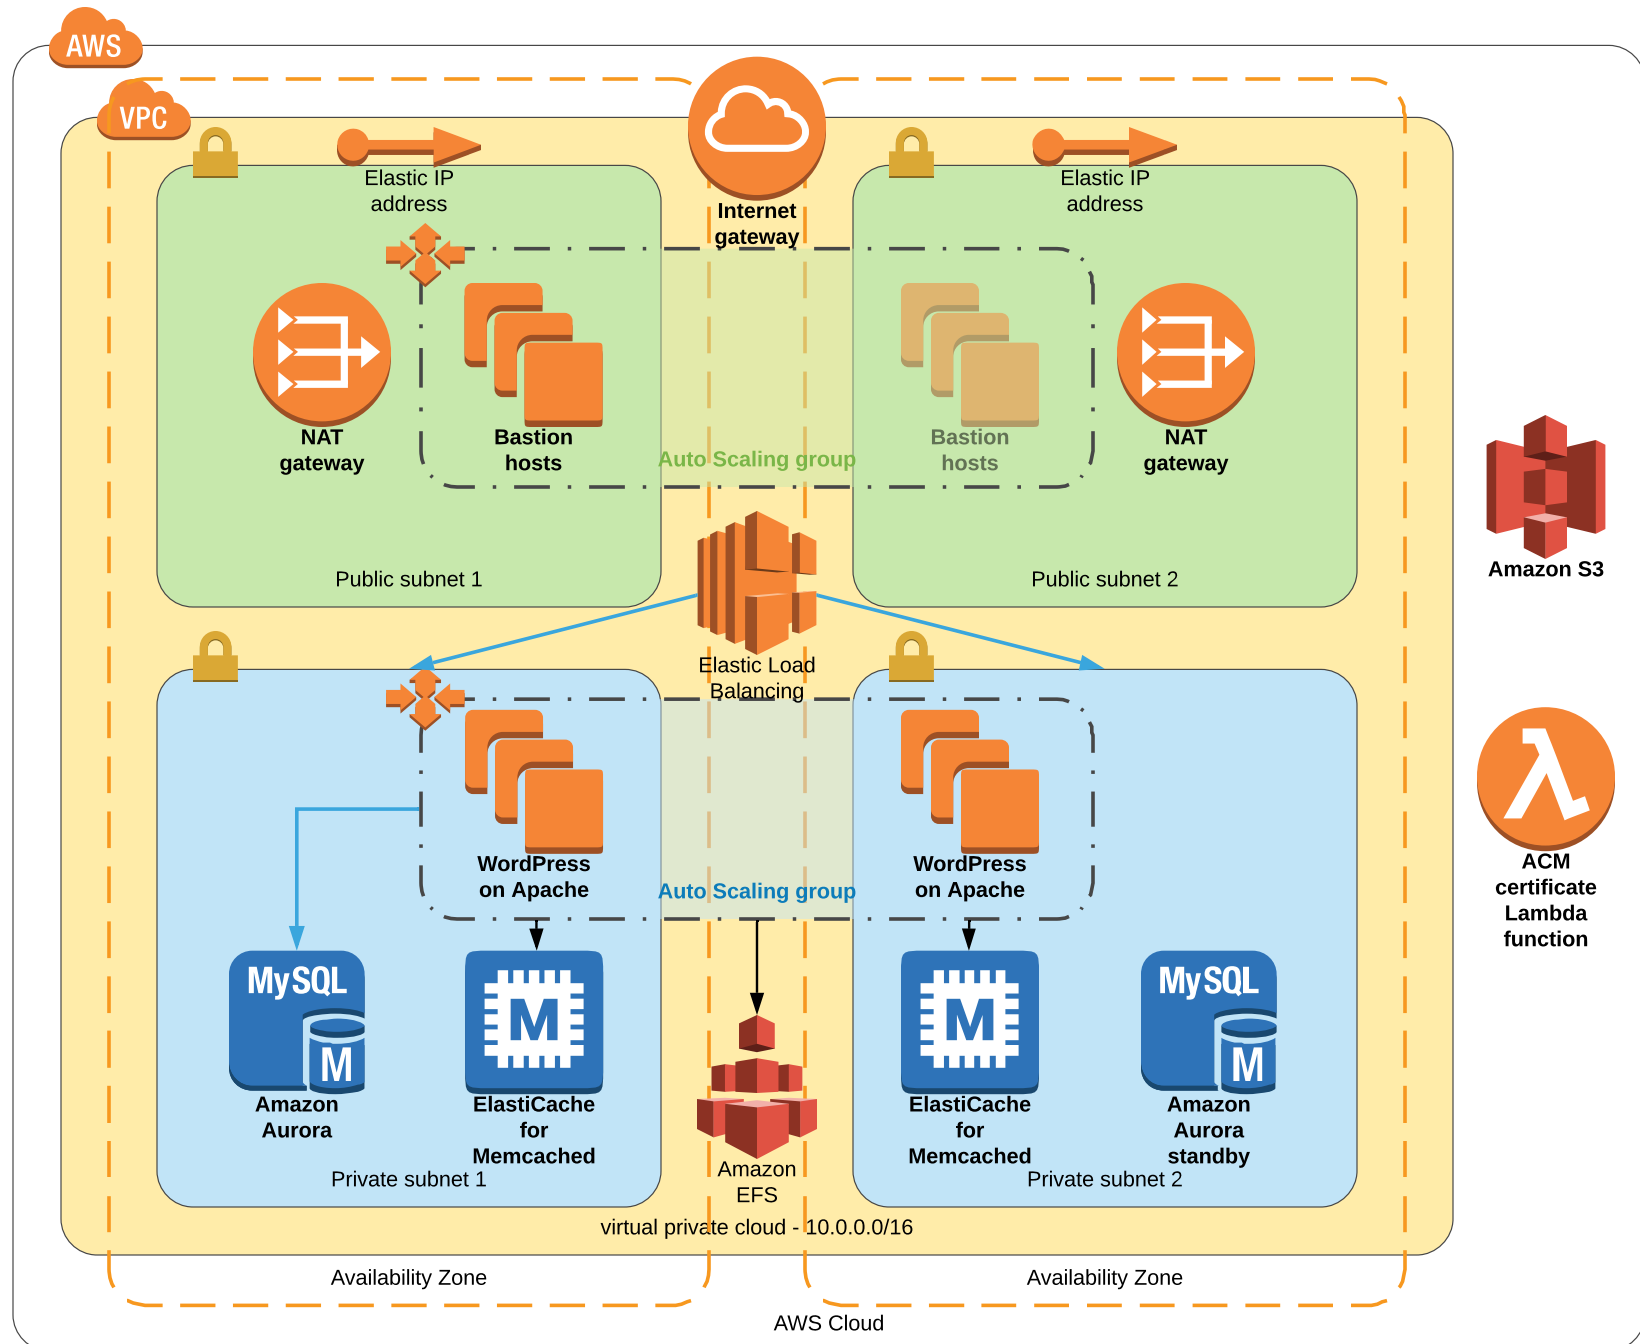 AWS
VPC
Elastic IP
address
Internet
gateway
Elastic IP
address
NAT
gateway
Bastion
hosts
Auto Scaling group
Bastion
hosts
NAT
gateway
Public subnet 1
Public subnet 2
Amazon S3
Elastic Load
Balancing
WordPress
on Apache
Auto Scaling group
WordPress
on Apache
ACM
certificate
Lambda
function
MySQL
M
Amazon
Aurora
M
ElastiCache
for
Memcached
Amazon
EFS
M
ElastiCache
for
Memcached
MySQL
M
Amazon
Aurora
standby
Private subnet 1
Private subnet 2
virtual private cloud - 10.0.0.0/16
Availability Zone
Availability Zone
AWS Cloud